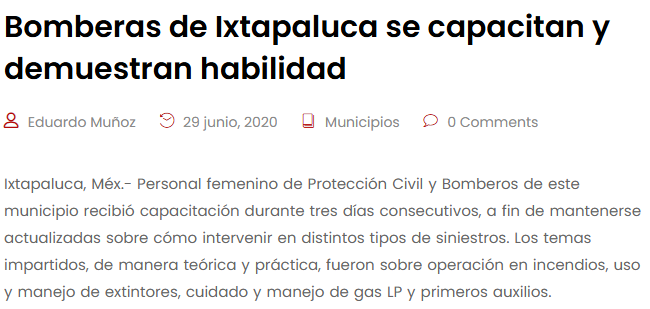 Bomberas de Ixtapaluca se capacitan y
demuestran habilidad
Eduardo Muñoz 29 junio, 2020 Municipios 0 Comments
Ixtapaluca, Méx.- Personal femenino de Protección Civil y Bomberos de este
municipio recibió capacitación durante tres días consecutivos, a fin de mantenerse
actualizadas sobre cómo intervenir en distintos tipos de siniestros. Los temas
impartidos, de manera teórica y práctica, fueron sobre operación en incendios, uso
y manejo de extintores, cuidado y manejo de gas LP y primeros auxilios.